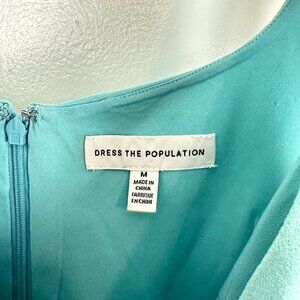 DRESS THE POPULATION
M
MADE IN
CHINA
FABRIQUÉ
EN CHINE